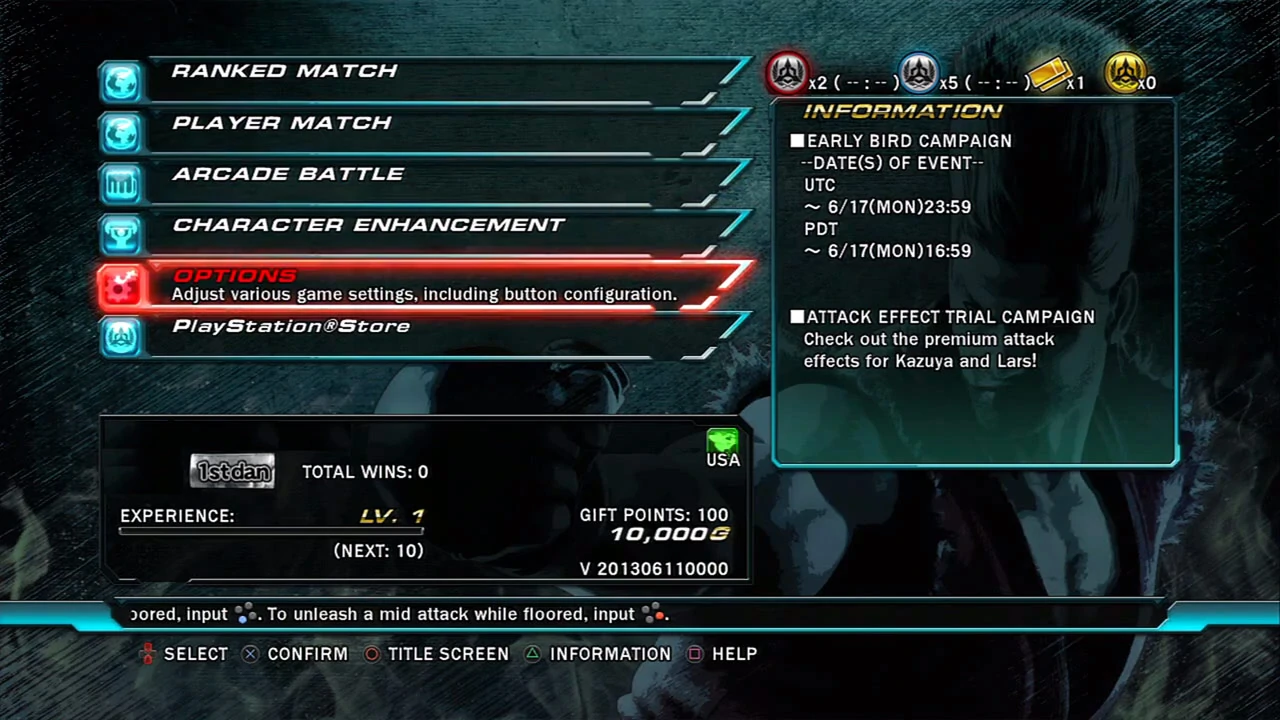 RANKED MATCH
PLAYER MATCH
ARCADE BATTLE
CHARACTER ENHANCEMENT
OPTIONS
Adjust various game settings, including button configuration.
PlayStation®Store
x2 ( -- : -- ) x5 ( -- : -- ) x1 x0
INFORMATION
■EARLY BIRD CAMPAIGN
--DATE(S) OF EVENT--
UTC
~ 6/17(MON)23:59
PDT
~ 6/17(MON)16:59
■ATTACK EFFECT TRIAL CAMPAIGN
Check out the premium attack
effects for Kazuya and Lars!
1st dan TOTAL WINS: 0
USA
EXPERIENCE: LV. 1
(NEXT: 10)
GIFT POINTS: 100
10,000G
V 201306110000
oored, input . To unleash a mid attack while floored, input .
SELECT CONFIRM TITLE SCREEN INFORMATION HELP